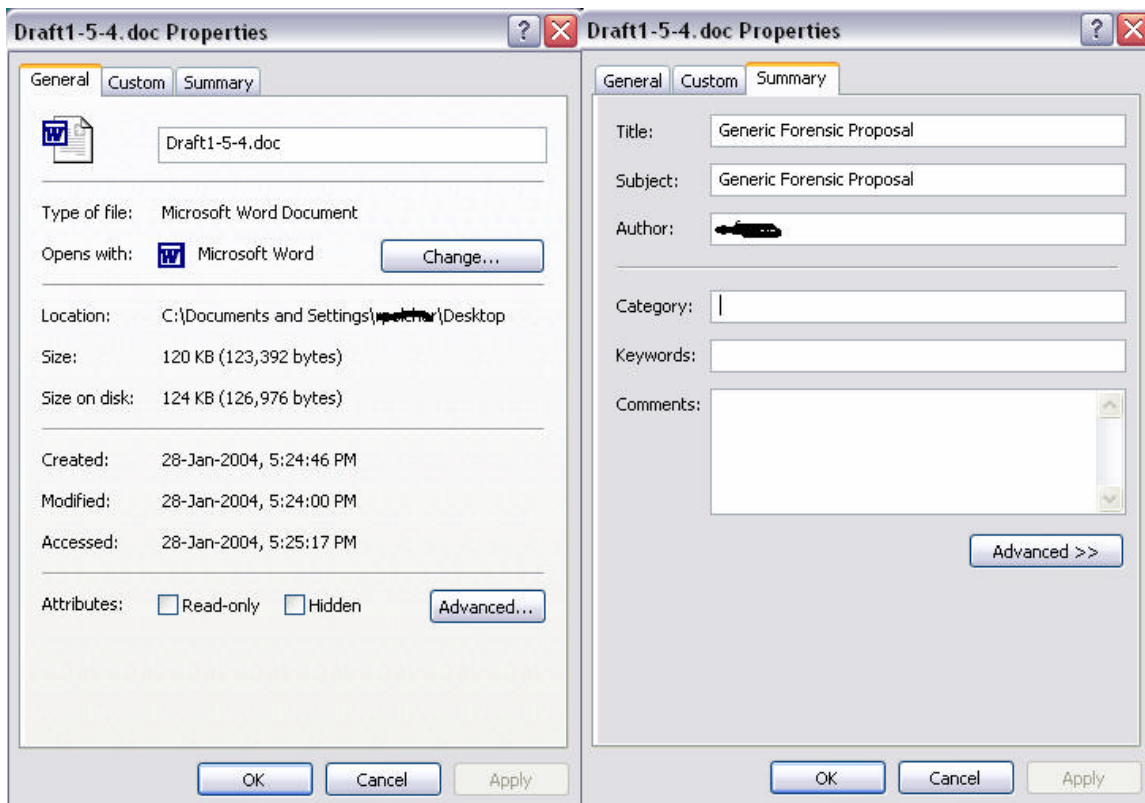 Draft1-5-4.doc Properties
General Custom Summary
Draft1-5-4.doc
Type of file: Microsoft Word Document
Opens with: Microsoft Word Change...
Location: C:\Documents and Settings\ \Desktop
Size: 120 KB (123,392 bytes)
Size on disk: 124 KB (126,976 bytes)
Created: 28-Jan-2004, 5:24:46 PM
Modified: 28-Jan-2004, 5:24:00 PM
Accessed: 28-Jan-2004, 5:25:17 PM
Attributes: Read-only Hidden Advanced...
OK Cancel Apply
Draft1-5-4.doc Properties
General Custom Summary
Title: Generic Forensic Proposal
Subject: Generic Forensic Proposal
Author:
Category:
Keywords:
Comments:
Advanced >>
OK Cancel Apply